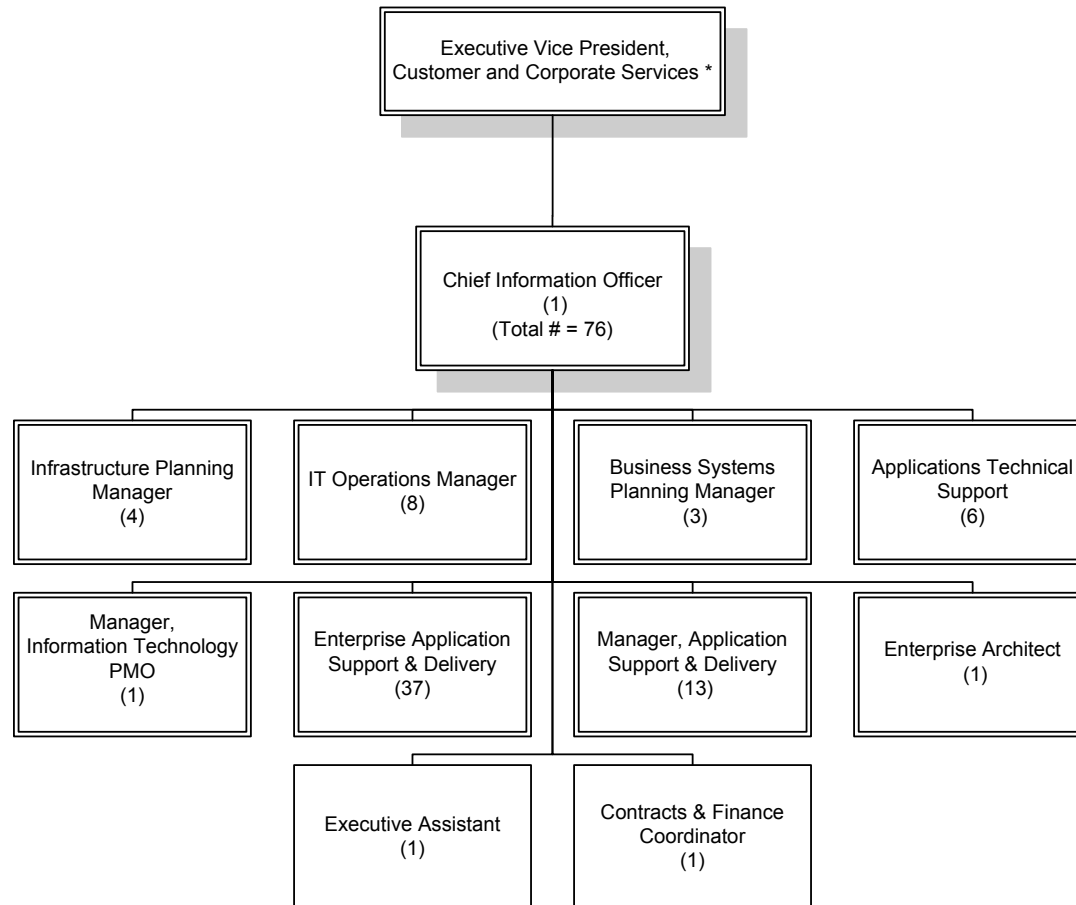 Executive Vice President,
Customer and Corporate Services *
Chief Information Officer
(1)
(Total # = 76)
Infrastructure Planning
Manager
(4)
IT Operations Manager
(8)
Business Systems
Planning Manager
(3)
Applications Technical
Support
(6)
Manager,
Information Technology
PMO
(1)
Enterprise Application
Support & Delivery
(37)
Manager, Application
Support & Delivery
(13)
Enterprise Architect
(1)
Executive Assistant
(1)
Contracts & Finance
Coordinator
(1)